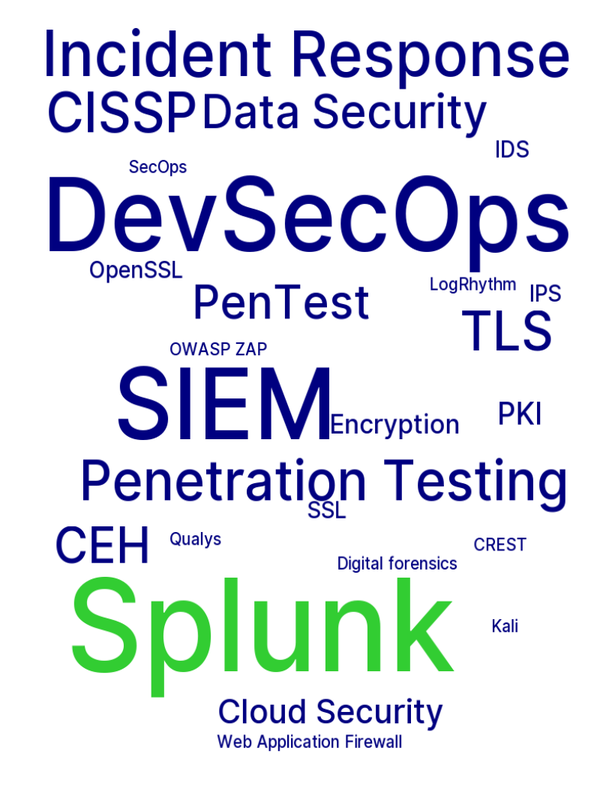 Incident Response
CISSP Data Security
IDS
SecOps
DevSecOps
OpenSSL
LogRhythm
IPS
PenTest
TLS
OWASP ZAP
SIEM
Encryption
PKI
Penetration Testing
SSL
CEH
Qualys
CREST
Digital forensics
Splunk
Kali
Cloud Security
Web Application Firewall